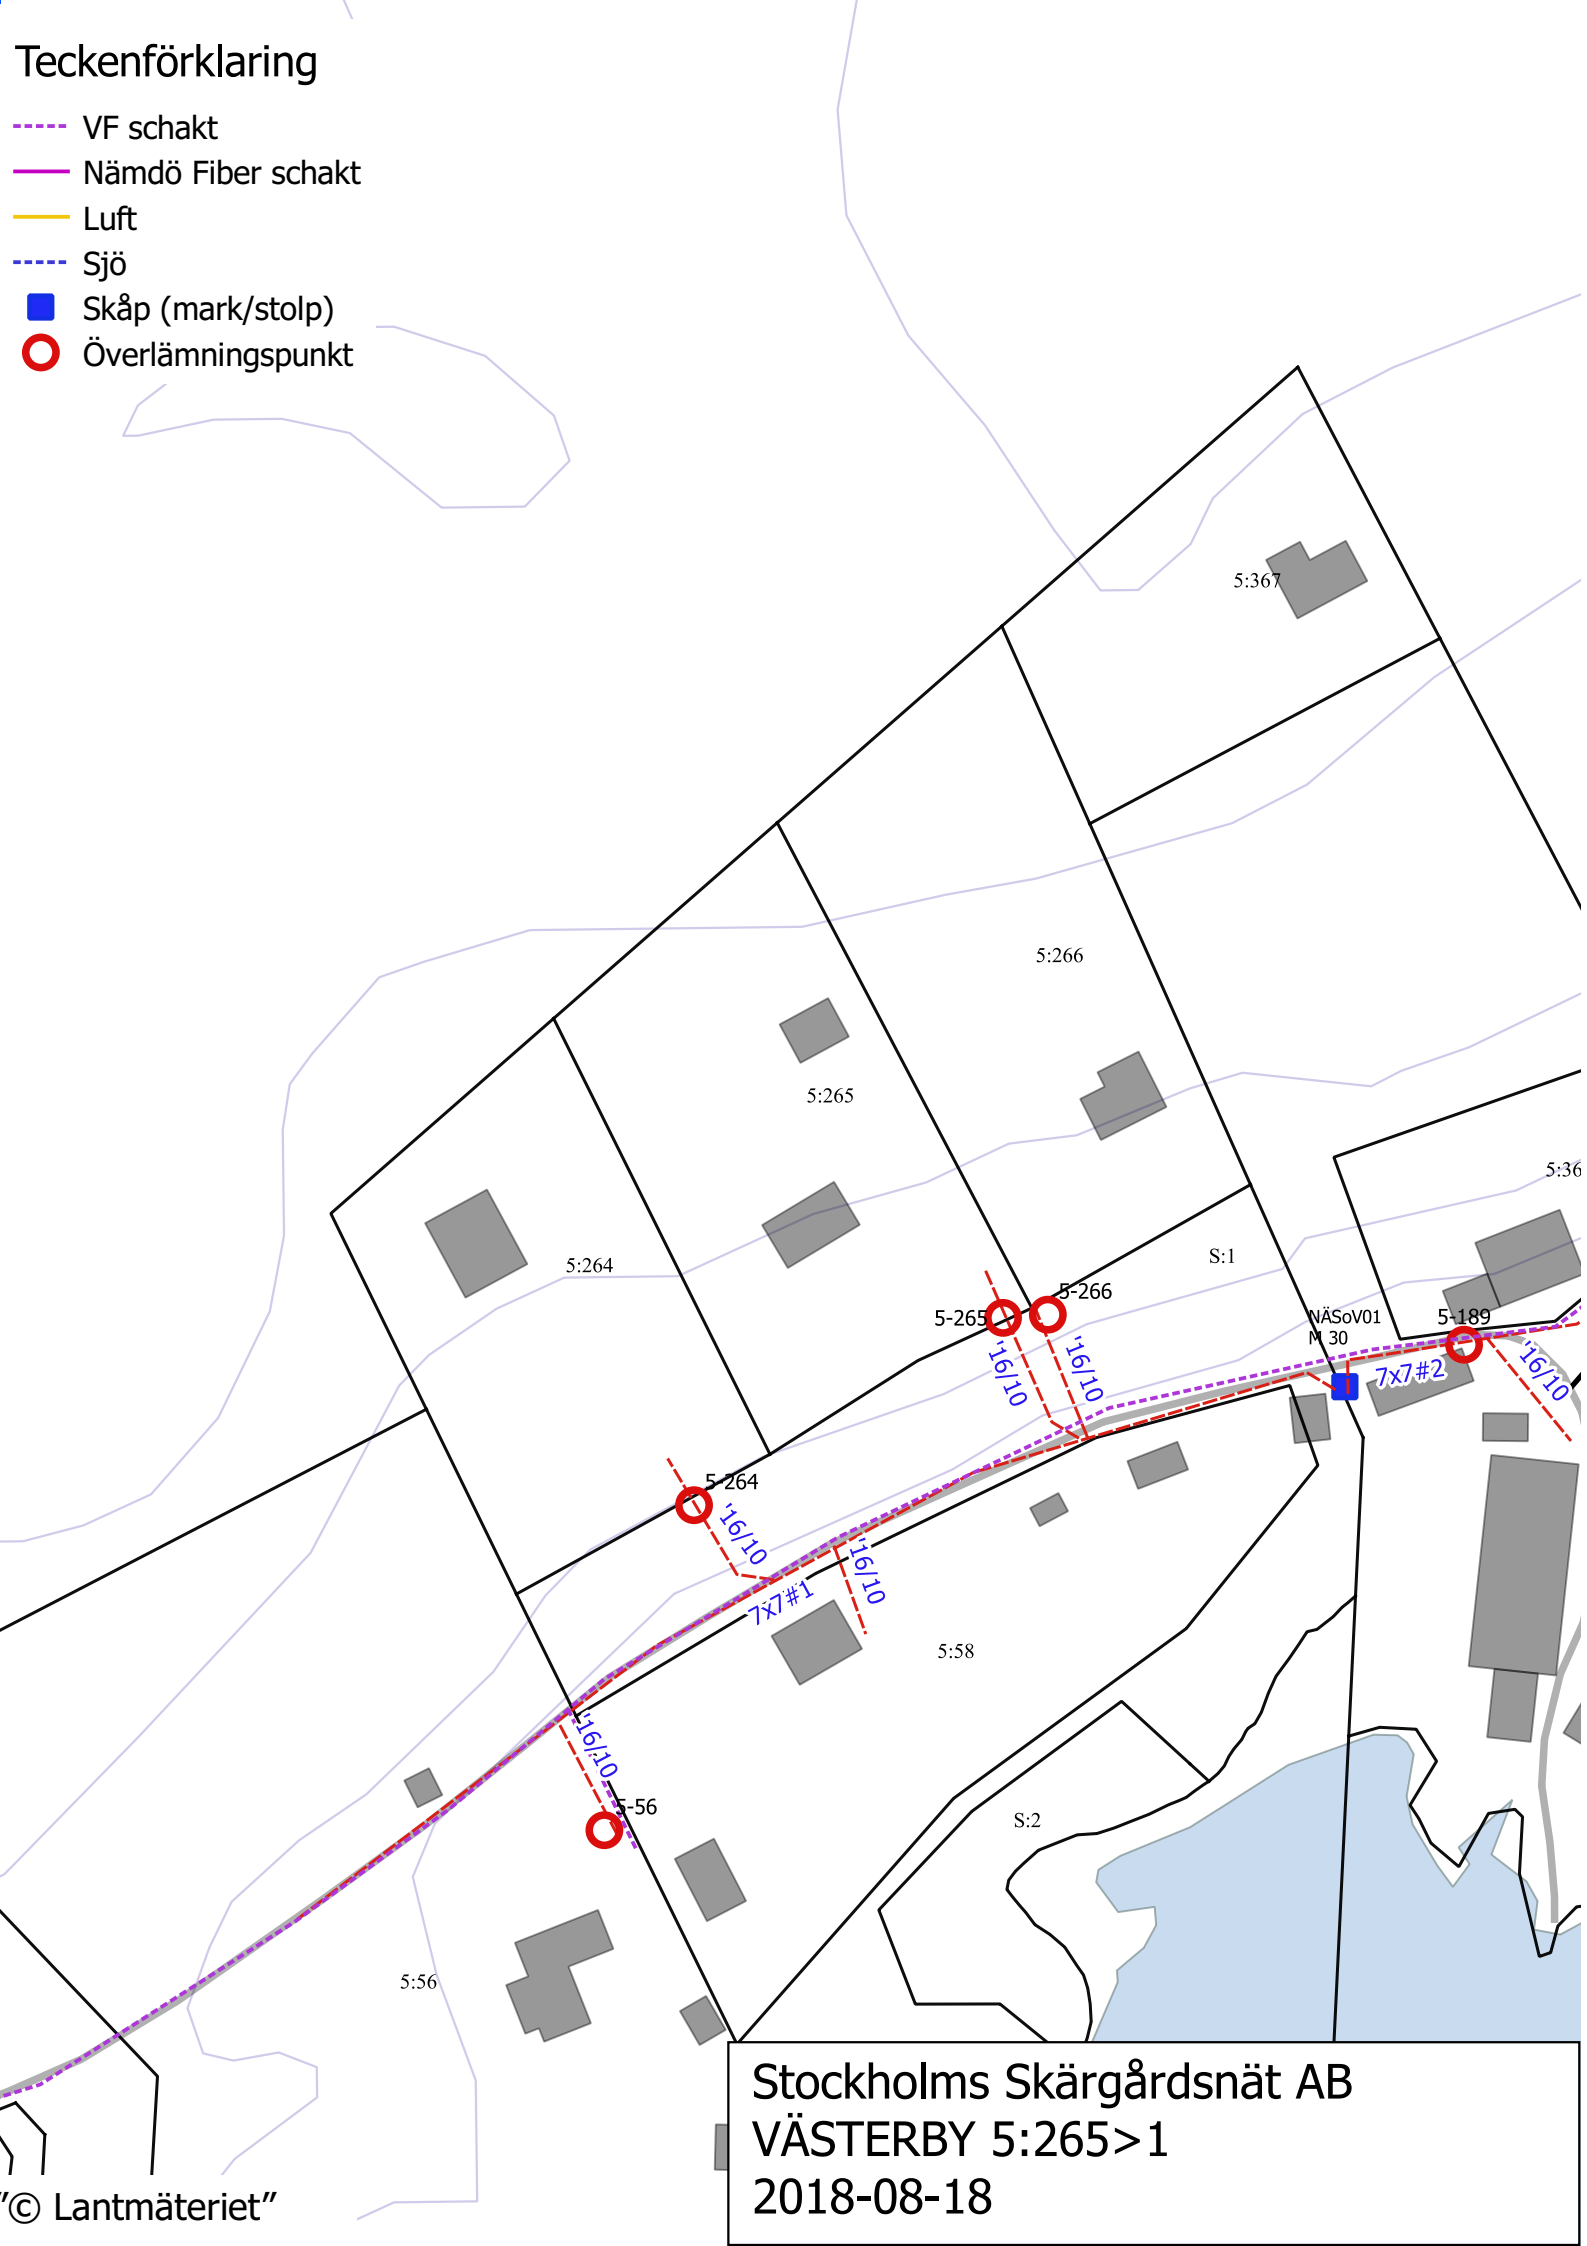 Teckenförklaring
VF schakt
Nämdö Fiber schakt
Luft
Sjö
Skåp (mark/stolp)
Överlämningspunkt
5:367
5:266
5:265
5:36
5:264
S:1
5-266
5-265
NÄSoV01
M 30
5-189
'16/10
'16/10
7x7#2
'16/10
5-264
'16/10
'16/10
7x7#1
5:58
'16/10
5-56
S:2
5:56
Stockholms Skärgårdsnät AB
VÄSTERBY 5:265>1
2018-08-18
"© Lantmäteriet"